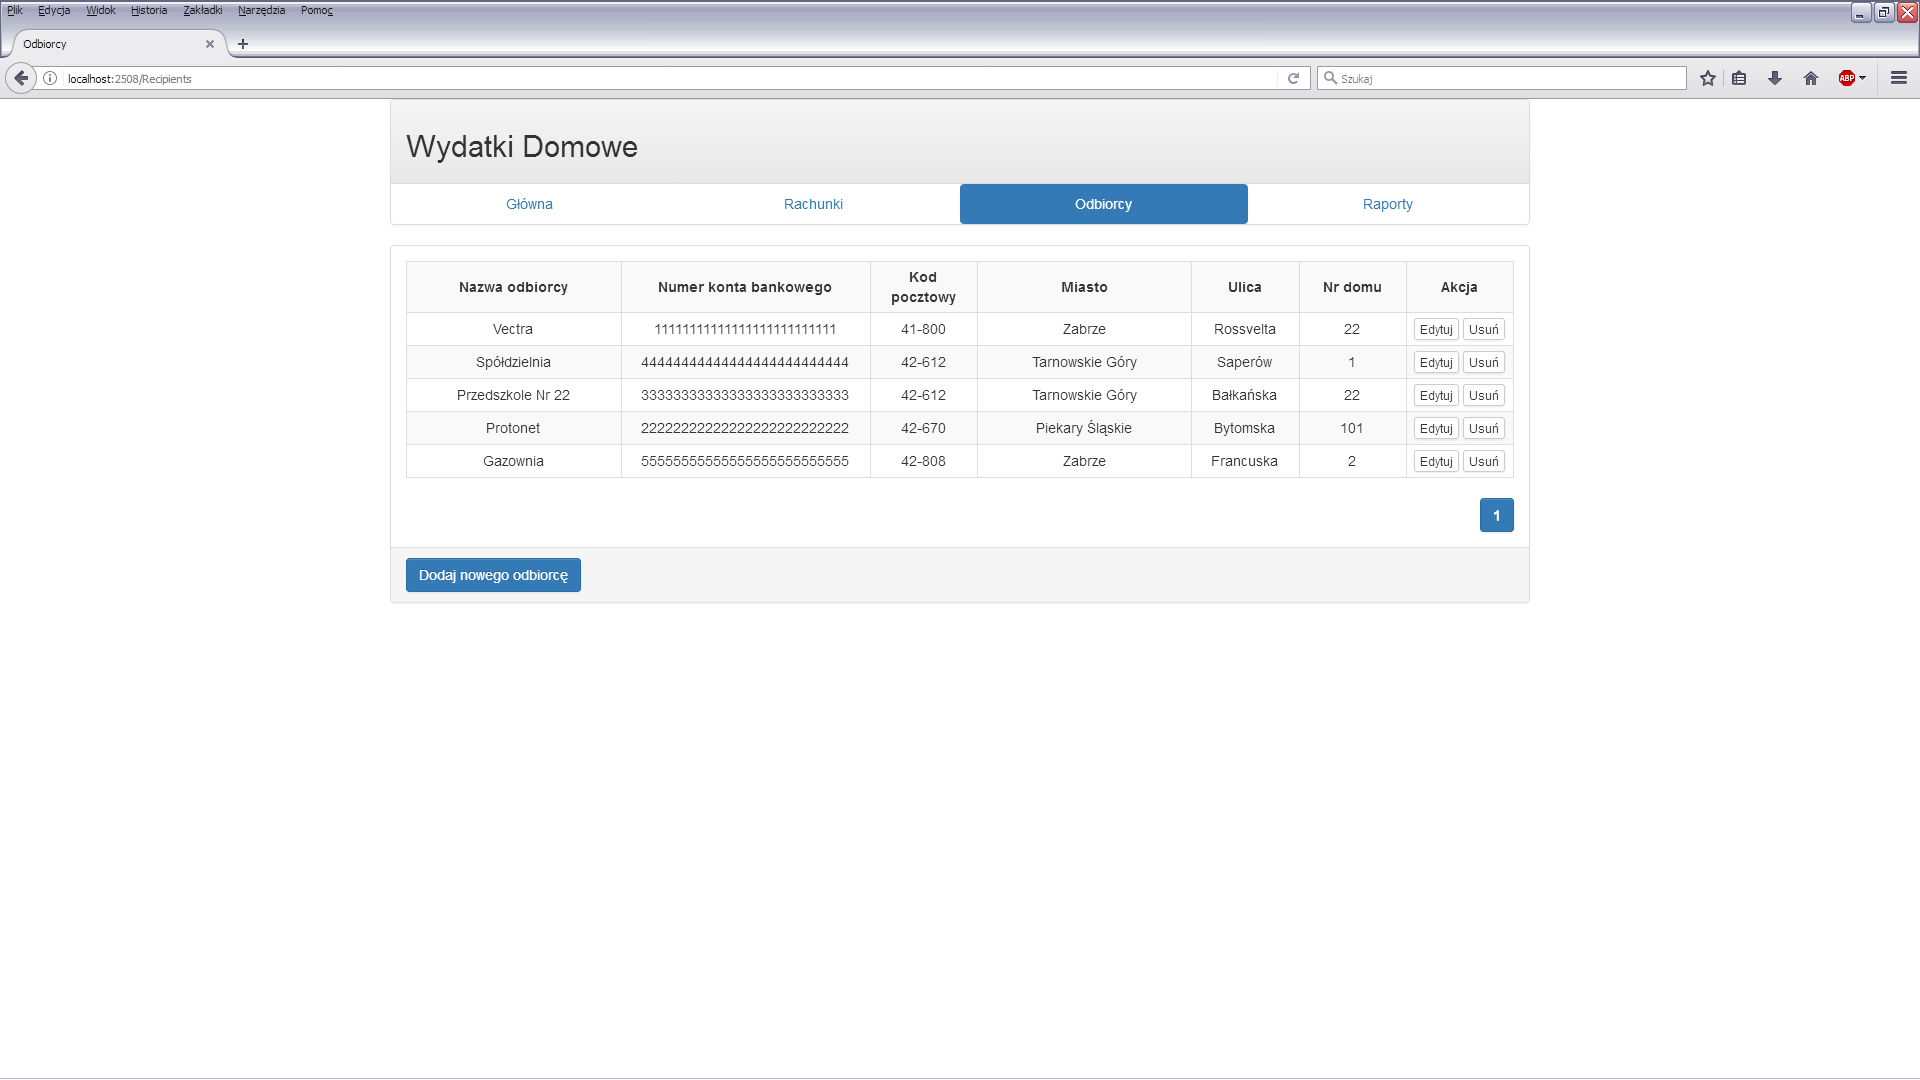 Plik Edycja Widok Historia Zakładki Narzędzia Pomoc
Odbiorcy
localhost:2508/Recipients
Szukaj
ABP
Wydatki Domowe
Główna Rachunki Odbiorcy Raporty
Nazwa odbiorcy Numer konta bankowego Kod pocztowy Miasto Ulica Nr domu Akcja
Vectra 11111111111111111111111111 41-800 Zabrze Rossvelta 22 Edytuj Usuń
Spółdzielnia 44444444444444444444444444 42-612 Tarnowskie Góry Saperów 1 Edytuj Usuń
Przedszkole Nr 22 33333333333333333333333333 42-612 Tarnowskie Góry Bałkańska 22 Edytuj Usuń
Protonet 22222222222222222222222222 42-670 Piekary Śląskie Bytomska 101 Edytuj Usuń
Gazownia 55555555555555555555555555 42-808 Zabrze Francuska 2 Edytuj Usuń
1
Dodaj nowego odbiorcę